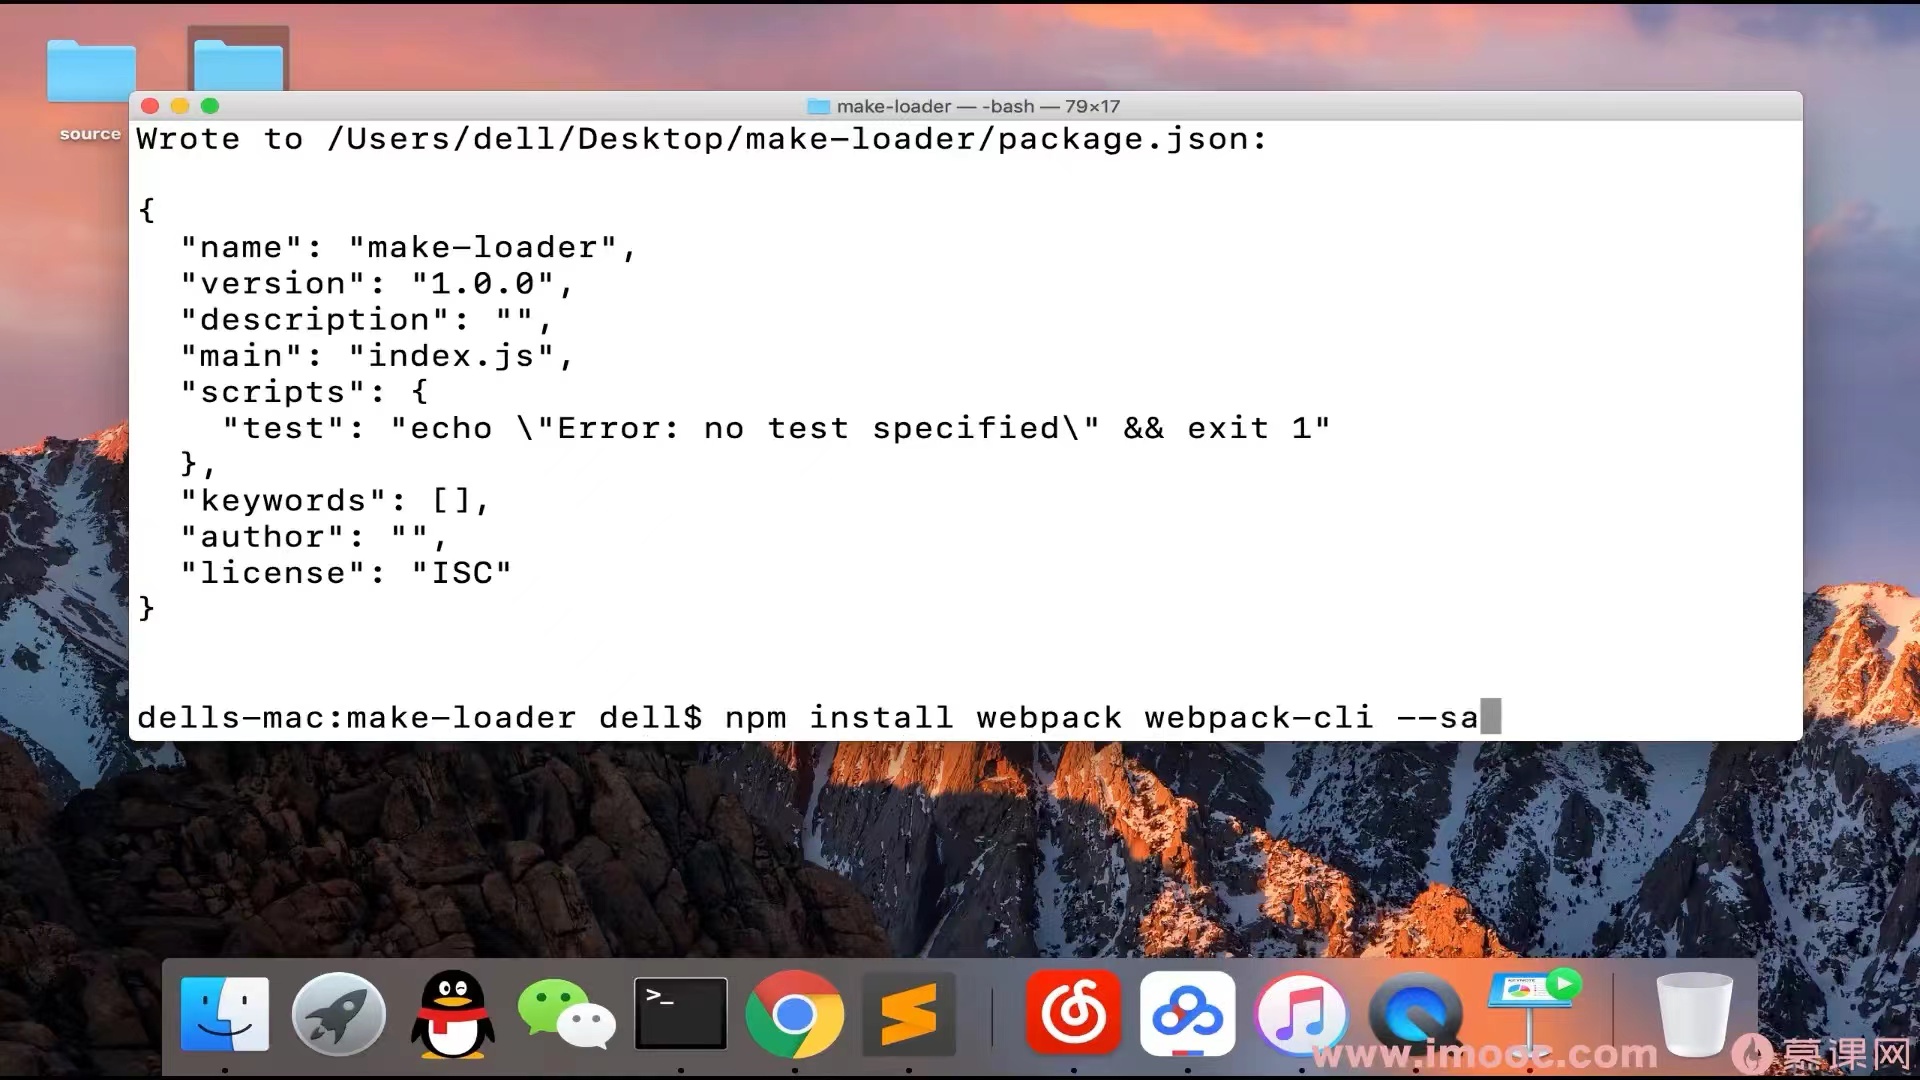 source
make-loader — -bash — 79×17
Wrote to /Users/dell/Desktop/make-loader/package.json:
{
"name": "make-loader",
"version": "1.0.0",
"description": "",
"main": "index.js",
"scripts": {
"test": "echo \"Error: no test specified\" && exit 1"
},
"keywords": [],
"author": "",
"license": "ISC"
}
dells-mac:make-loader dell$ npm install webpack webpack-cli --sa
>_
www.imooc.com
慕课网